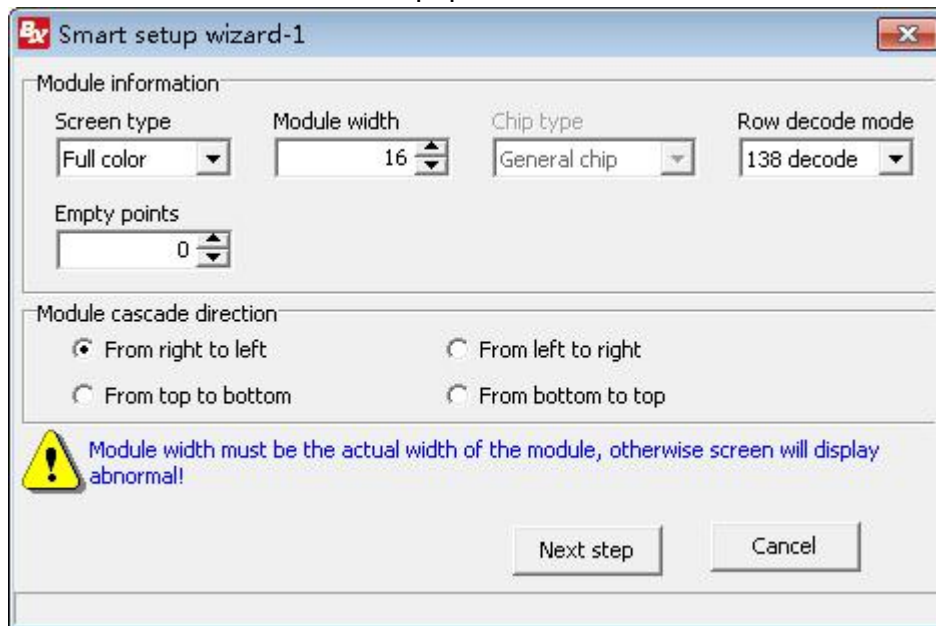 Bx Smart setup wizard-1
Module information
Screen type Module width Chip type Row decode mode
Full color 16 General chip 138 decode
Empty points
0
Module cascade direction
From right to left From left to right
From top to bottom From bottom to top
Module width must be the actual width of the module, otherwise screen will display
abnormal!
Next step Cancel